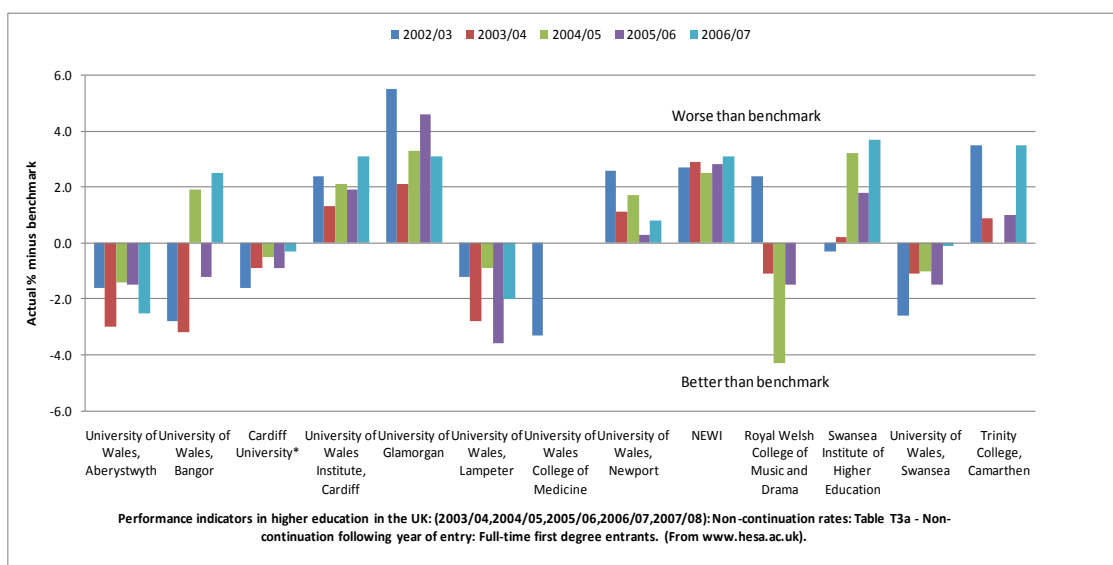 2002/03 2003/04 2004/05 2005/06 2006/07
6.0
4.0
2.0
0.0
-2.0
-4.0
-6.0
Actual % minus benchmark
Worse than benchmark
Better than benchmark
University of
Wales,
Aberystwyth
University of
Wales,
Bangor
Cardiff
University*
University of
Wales
Institute,
Cardiff
University of
Glamorgan
University of
Wales,
Lampeter
University of
Wales
College of
Medicine
University of
Wales,
Newport
NEWI
Royal Welsh
College of
Music and
Drama
Swansea
Institute of
Higher
Education
University of
Wales,
Swansea
Trinity
College,
Camarthen
Performance indicators in higher education in the UK: (2003/04,2004/05,2005/06,2006/07,2007/08): Non-continuation rates: Table T3a - Non-
continuation following year of entry: Full-time first degree entrants. (From www.hesa.ac.uk).